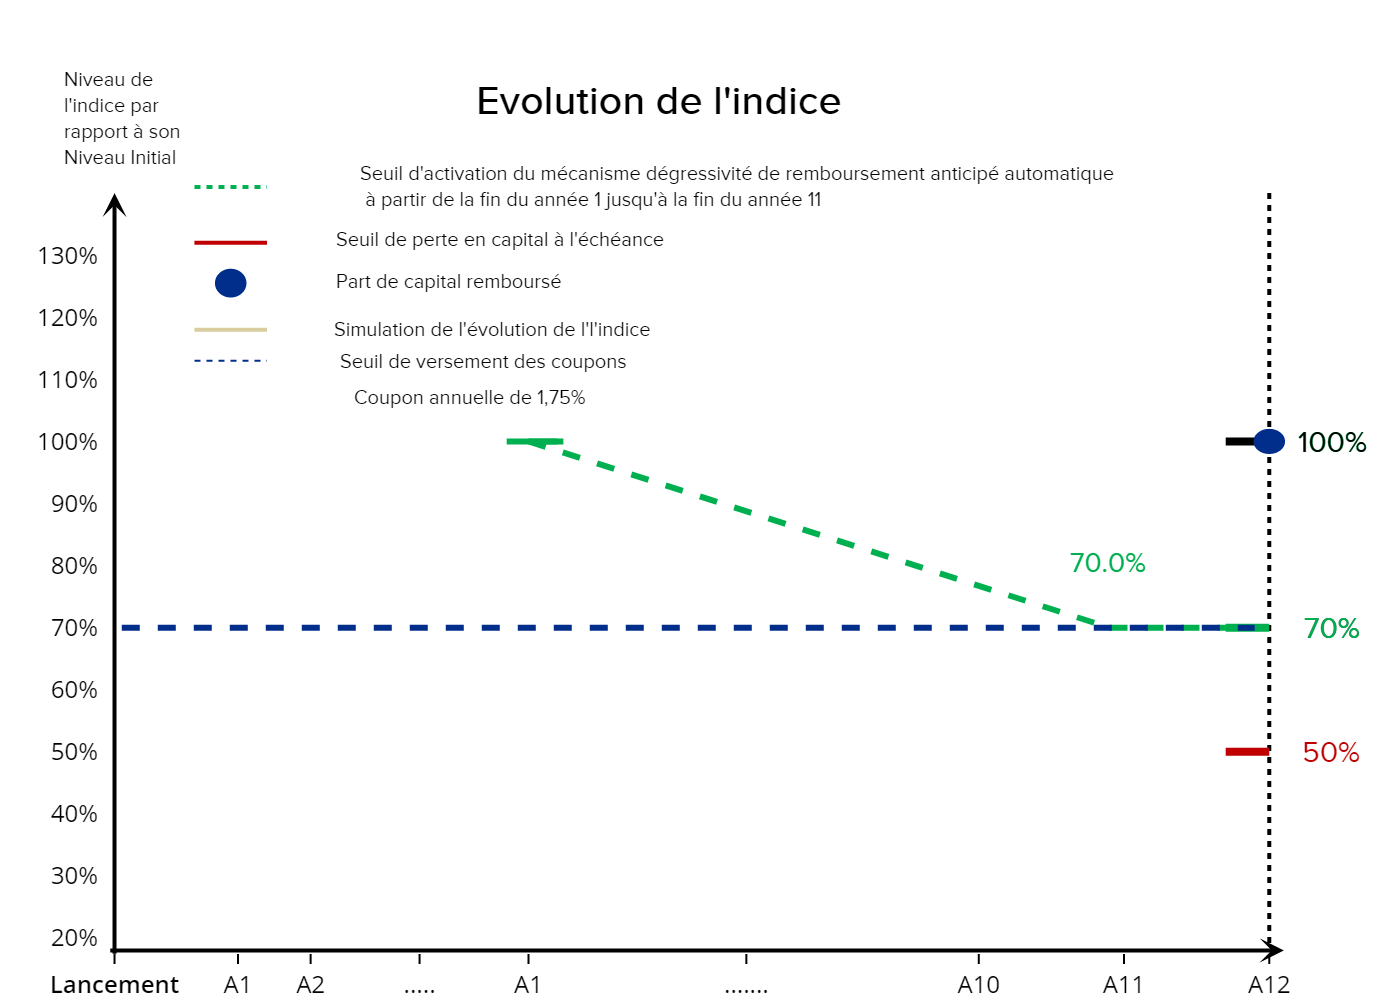 Niveau de
l'indice par
rapport à son
Niveau Initial
Evolution de l'indice
Seuil d'activation du mécanisme dégressivité de remboursement anticipé automatique
à partir de la fin du année 1 jusqu'à la fin du année 11
Seuil de perte en capital à l'échéance
Part de capital remboursé
Simulation de l'évolution de l'l'indice
Seuil de versement des coupons
Coupon annuelle de 1,75%
130%
120%
110%
100%
90%
80%
70%
60%
50%
40%
30%
20%
70.0%
100%
70%
50%
Lancement A1 A2 ..... A1 ....... A10 A11 A12